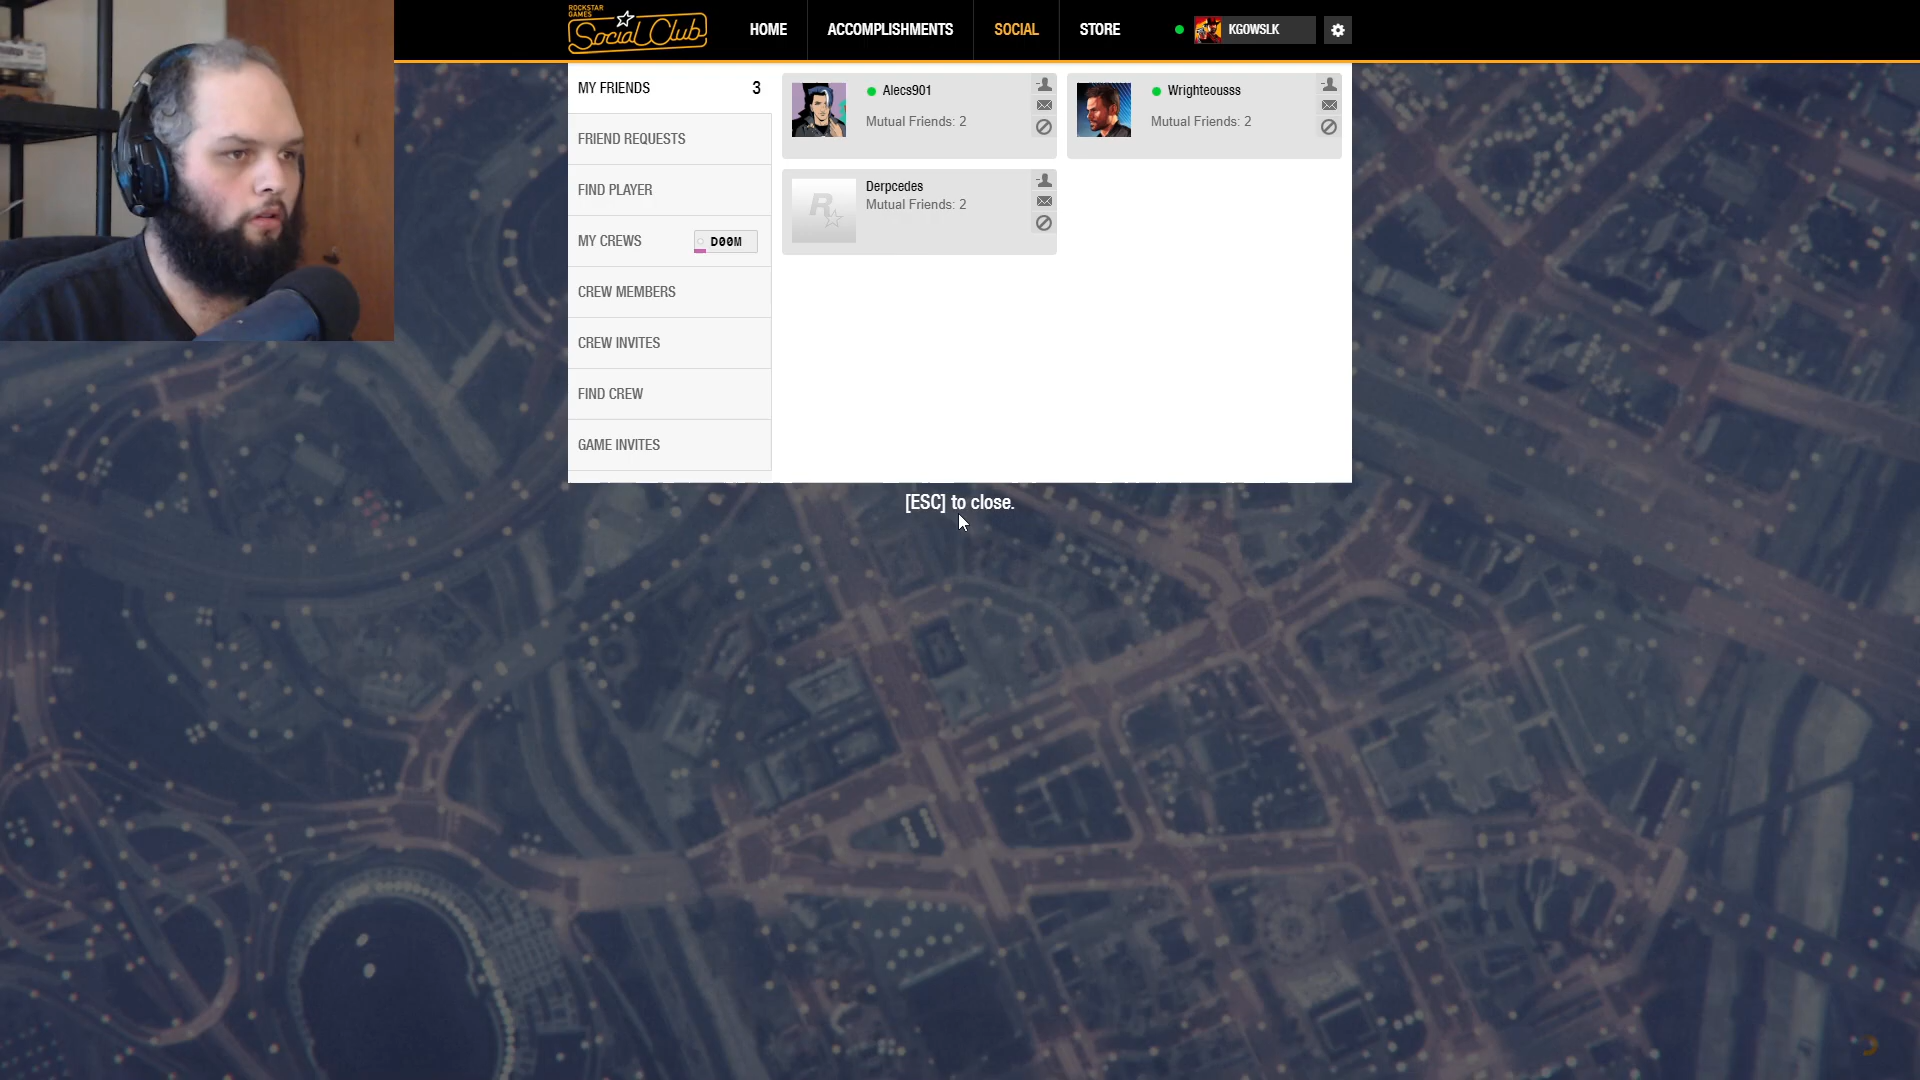 ROCKSTAR
GAMES
Social Club
HOME
ACCOMPLISHMENTS
SOCIAL
STORE
KGOWSLK
MY FRIENDS 3
FRIEND REQUESTS
FIND PLAYER
MY CREWS D00M
CREW MEMBERS
CREW INVITES
FIND CREW
GAME INVITES
Alecs901
Mutual Friends: 2
Wrighteousss
Mutual Friends: 2
R
Derpcedes
Mutual Friends: 2
[ESC] to close.